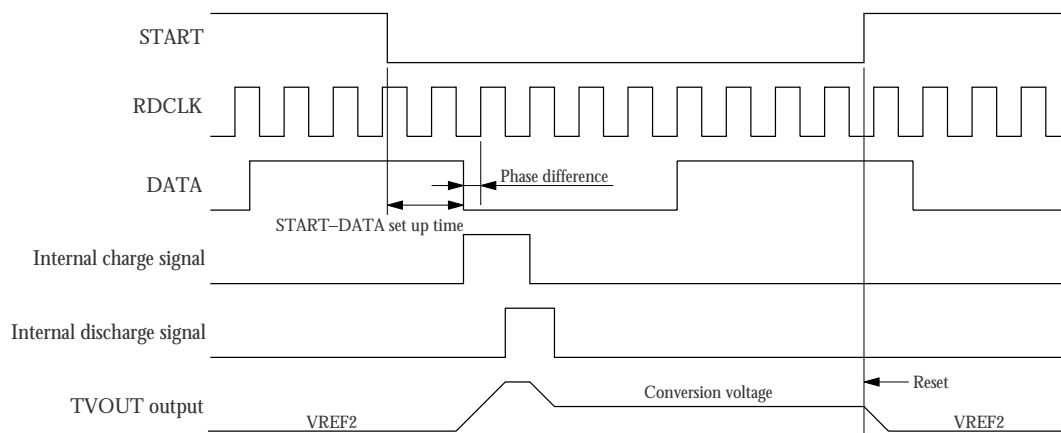 START
RDCLK
DATA
Phase difference
START–DATA set up time
Internal charge signal
Internal discharge signal
TVOUT output
VREF2
Conversion voltage
Reset
VREF2